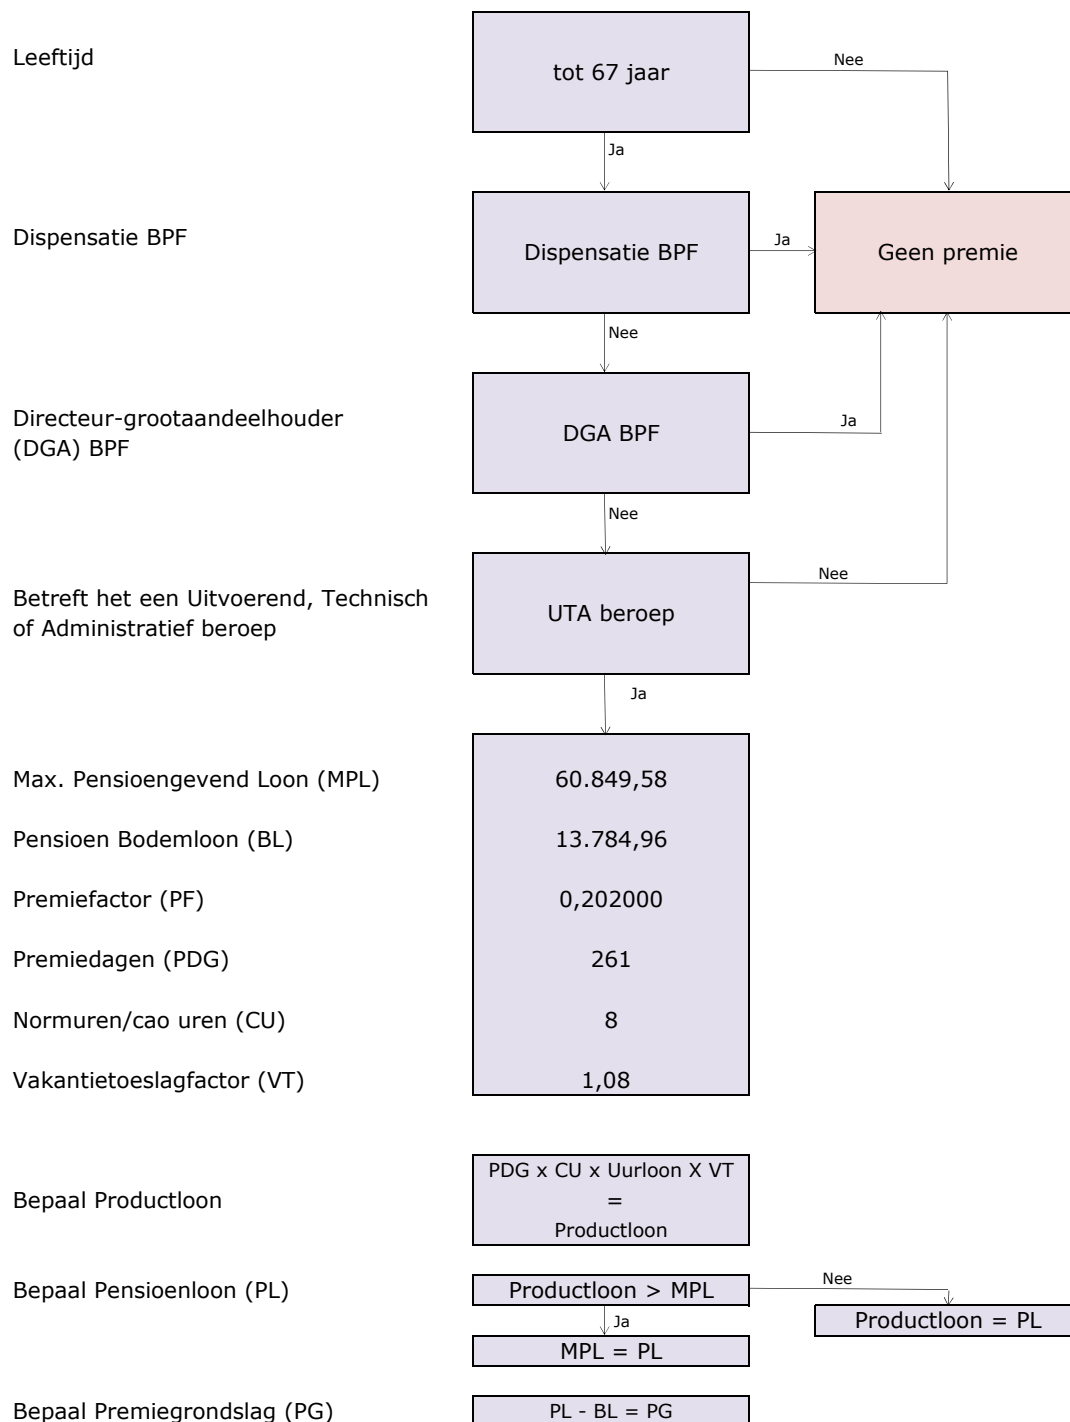 Leeftijd
tot 67 jaar
Nee
Ja
Dispensatie BPF
Dispensatie BPF
Ja
Geen premie
Nee
Directeur-grootaandeelhouder
(DGA) BPF
DGA BPF
Ja
Nee
Betreft het een Uitvoerend, Technisch
of Administratief beroep
UTA beroep
Nee
Ja
Max. Pensioengevend Loon (MPL)
60.849,58
Pensioen Bodemloon (BL)
13.784,96
Premiefactor (PF)
0,202000
Premiedagen (PDG)
261
Normuren/cao uren (CU)
8
Vakantietoeslagfactor (VT)
1,08
Bepaal Productloon
PDG x CU x Uurloon X VT
=
Productloon
Bepaal Pensioenloon (PL)
Productloon > MPL
Nee
Productloon = PL
Ja
MPL = PL
Bepaal Premiegrondslag (PG)
PL - BL = PG